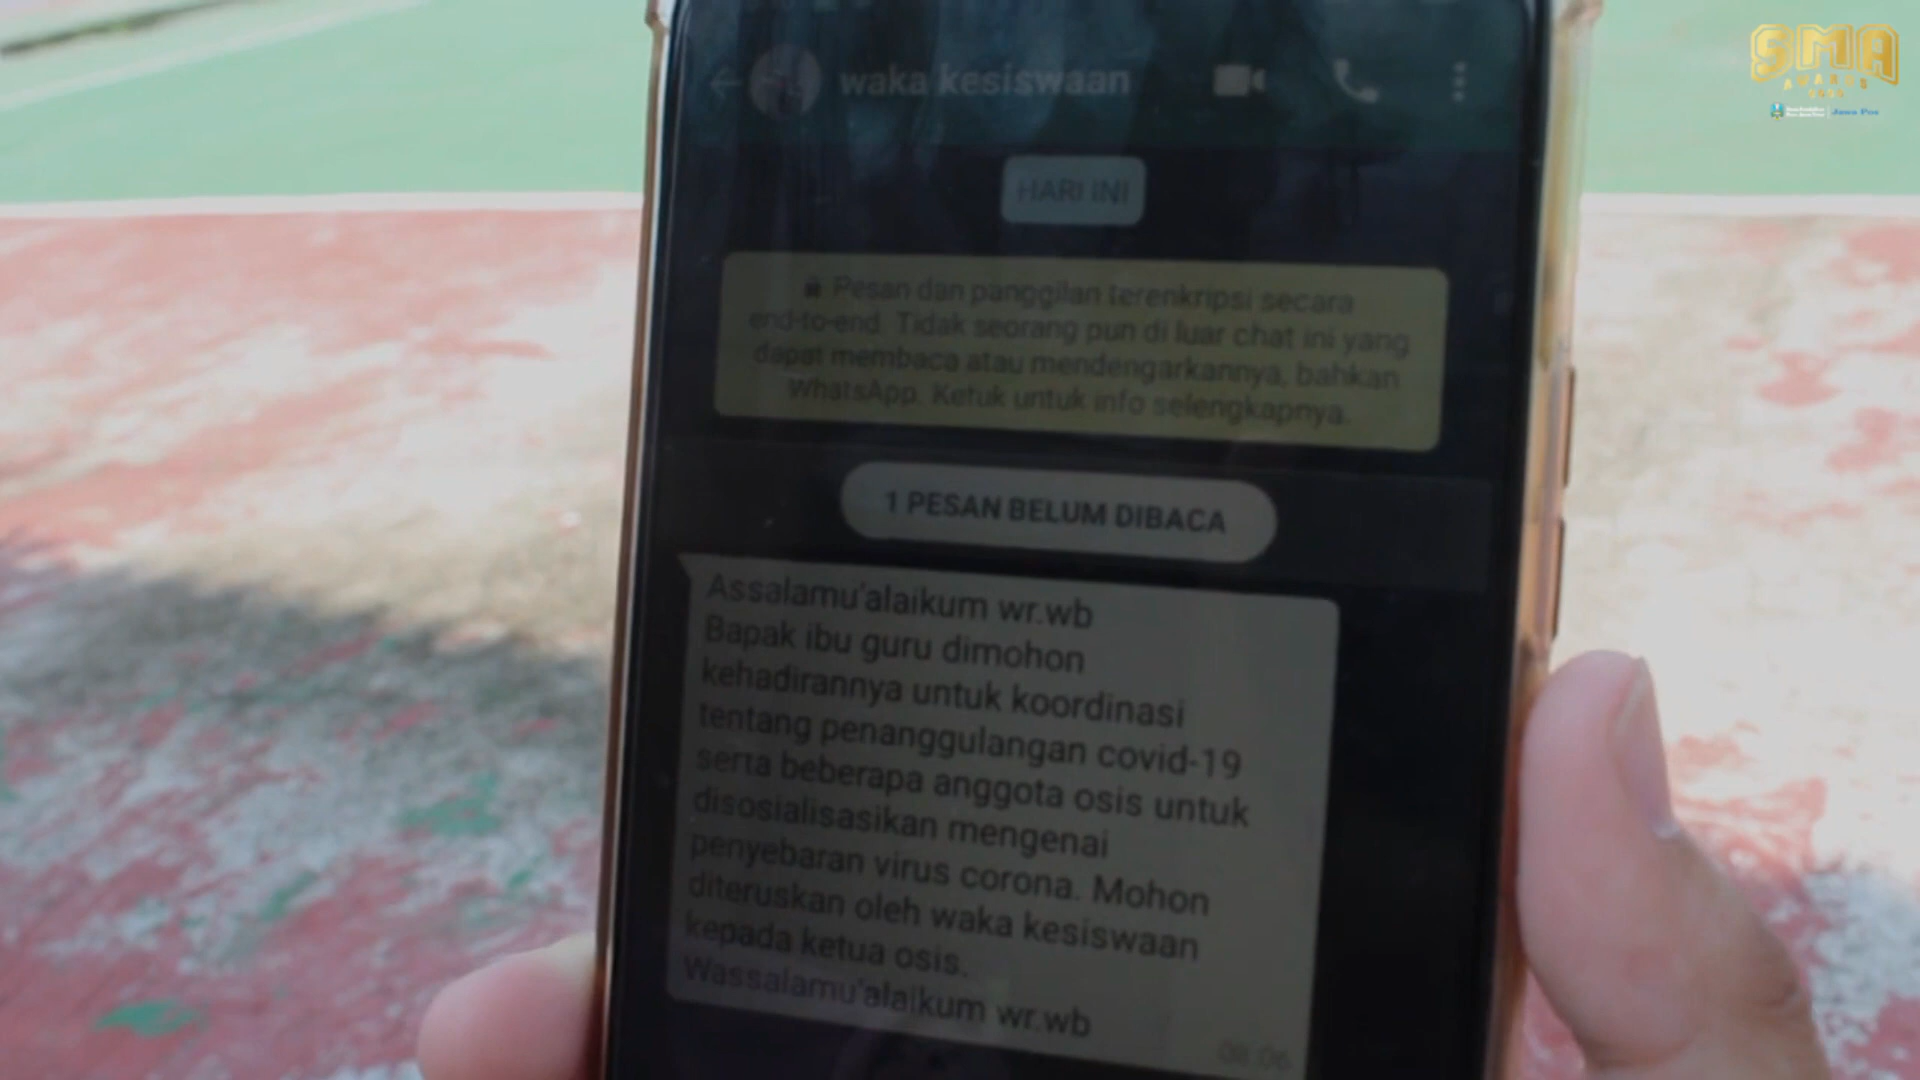 SMA
AWARDS
Jawa Pos
waka kesiswaan
HARI INI
Pesan dan panggilan terenkripsi secara
end-to-end. Tidak seorang pun di luar chat ini yang
dapat membaca atau mendengarkannya, bahkan
WhatsApp. Ketuk untuk info selengkapnya.
1 PESAN BELUM DIBACA
Assalamu'alaikum wr.wb
Bapak ibu guru dimohon
kehadirannya untuk koordinasi
tentang penanggulangan covid-19
serta beberapa anggota osis untuk
disosialisasikan mengenai
penyebaran virus corona. Mohon
diteruskan oleh waka kesiswaan
kepada ketua osis.
Wassalamu'alaikum wr.wb